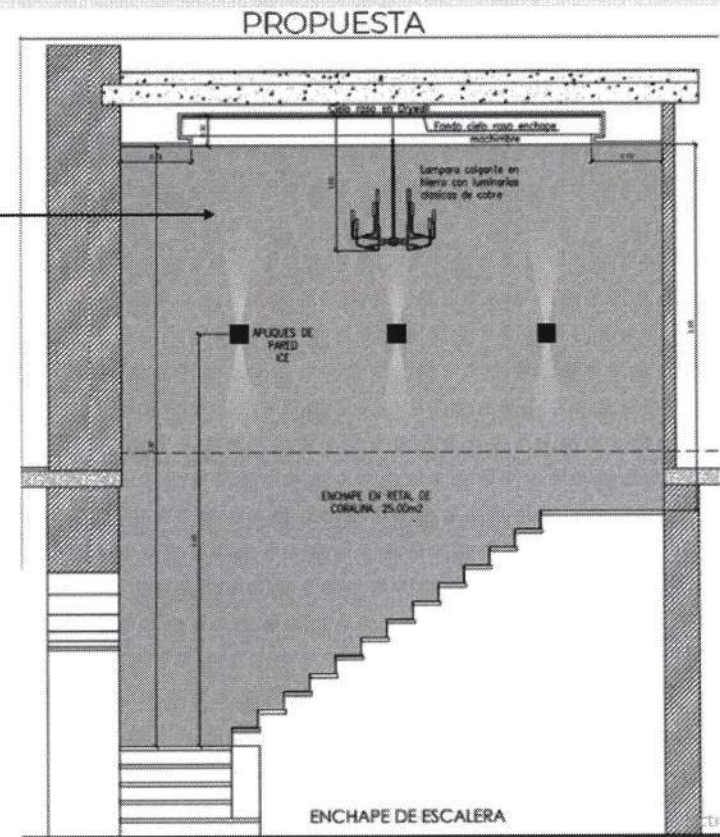 PROPUESTA
Cielo raso en Drywall
Fondo cielo raso enchape
machimbre
Lampara colgante en
hierro con luminarias
clasicas de cobre
APLIQUES DE
PARED
ICE
ENCHAPE EN RETAL DE
CORALINA. 25.00m2
ENCHAPE DE ESCALERA